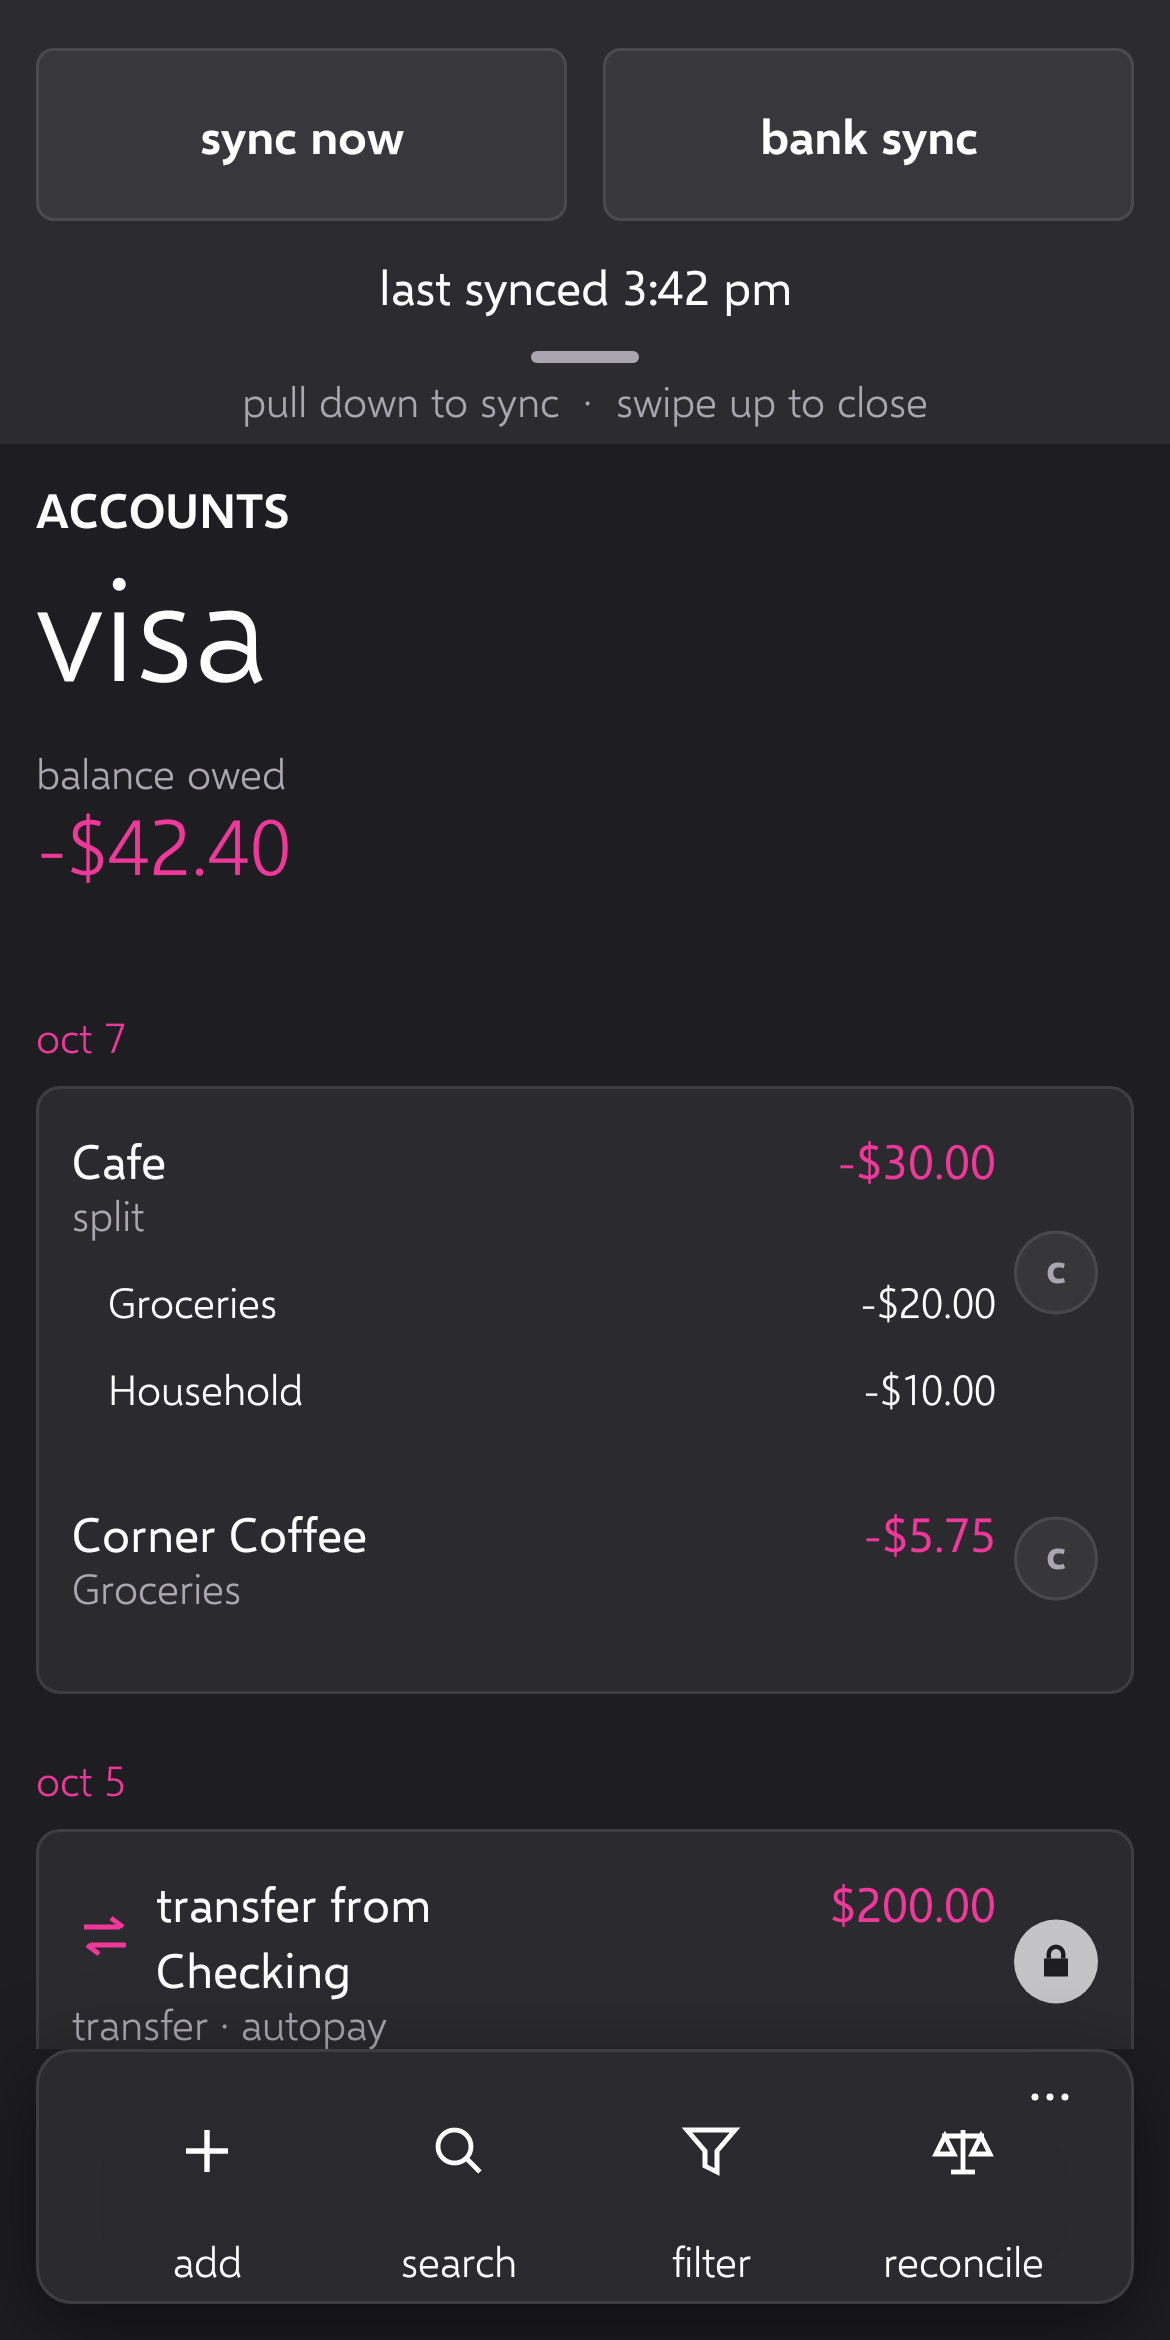 sync now
bank sync
last synced 3:42 pm
pull down to sync · swipe up to close
ACCOUNTS
visa
balance owed
-$42.40
oct 7
Cafe -$30.00
split
c
Groceries -$20.00
Household -$10.00
Corner Coffee -$5.75
c
Groceries
oct 5
transfer from $200.00
Checking
transfer · autopay
...
add search filter reconcile